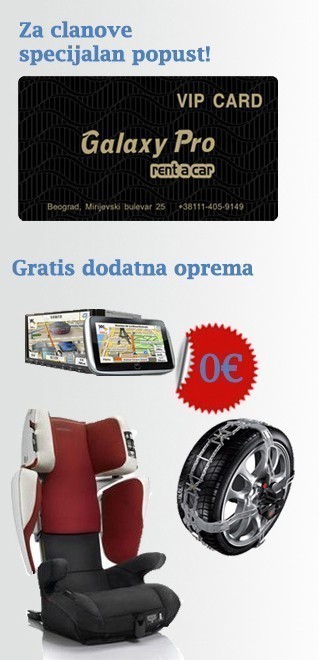 Za clanove
specijalan popust!
VIP CARD
Galaxy Pro
rent a car
Beograd, Mirijevski bulevar 25 +38111-405-9149
Gratis dodatna oprema
0€